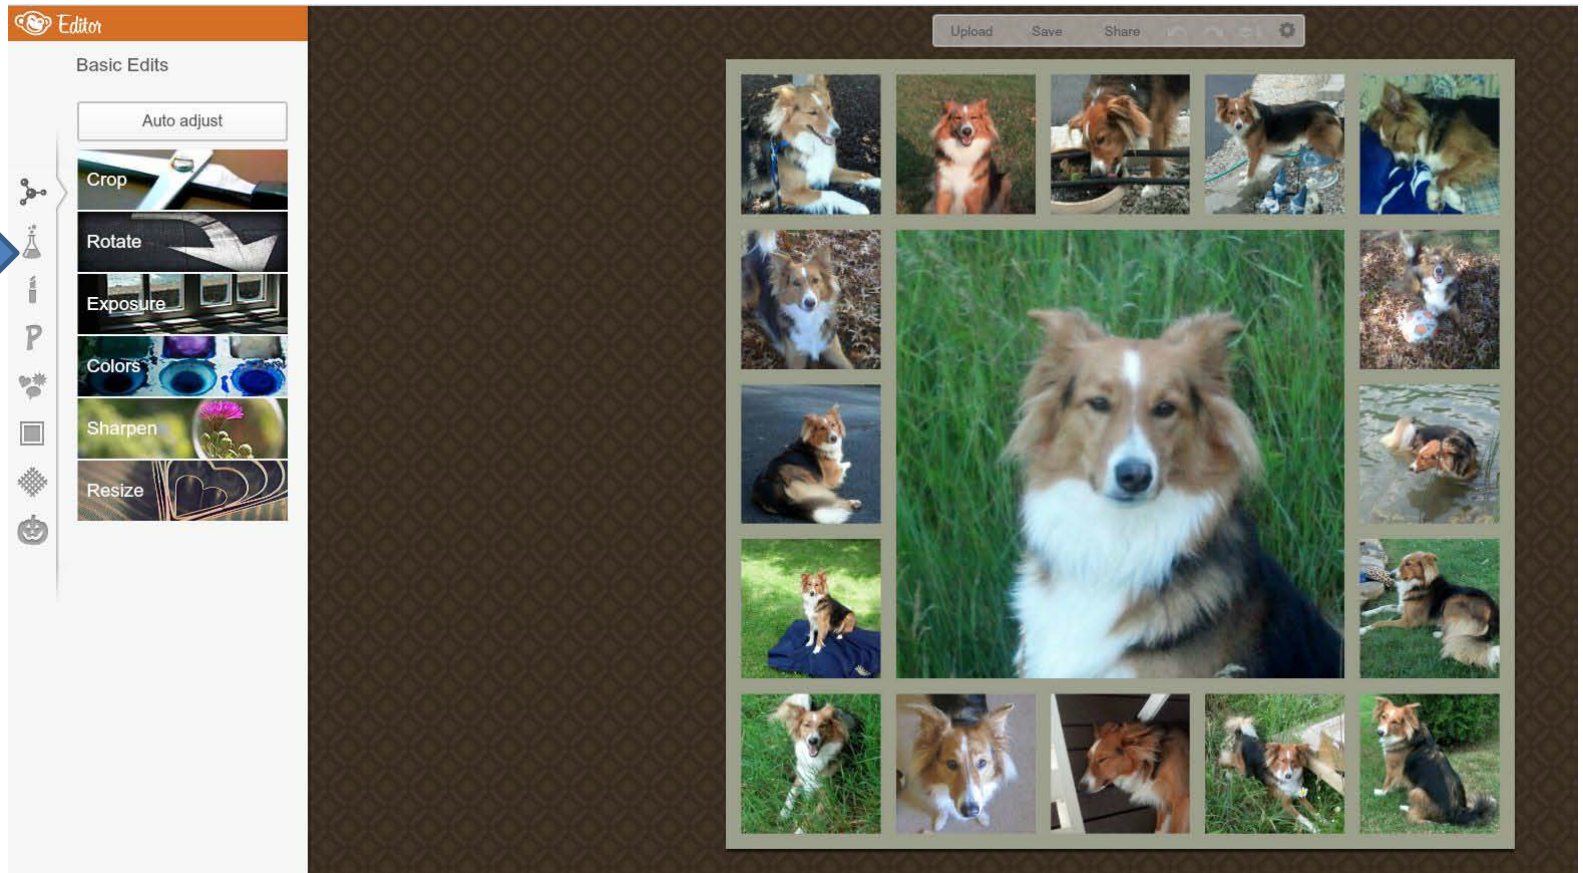 Editor
Upload Save Share
Basic Edits
Auto adjust
Crop
Rotate
Exposure
Colors
Sharpen
Resize
P